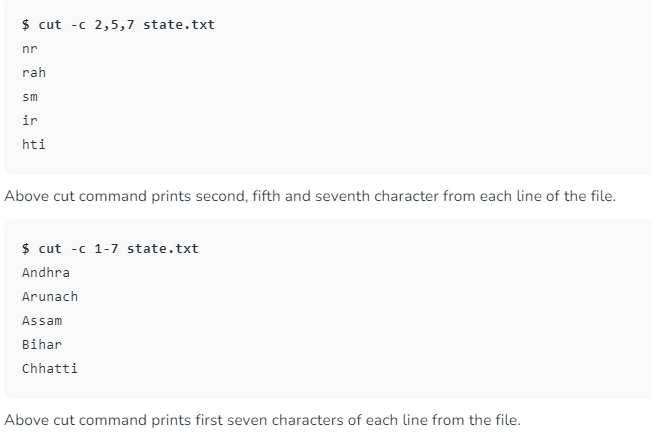 $ cut -c 2,5,7 state.txt
nr
rah
sm
ir
hti
Above cut command prints second, fifth and seventh character from each line of the file.
$ cut -c 1-7 state.txt
Andhra
Arunach
Assam
Bihar
Chhatti
Above cut command prints first seven characters of each line from the file.